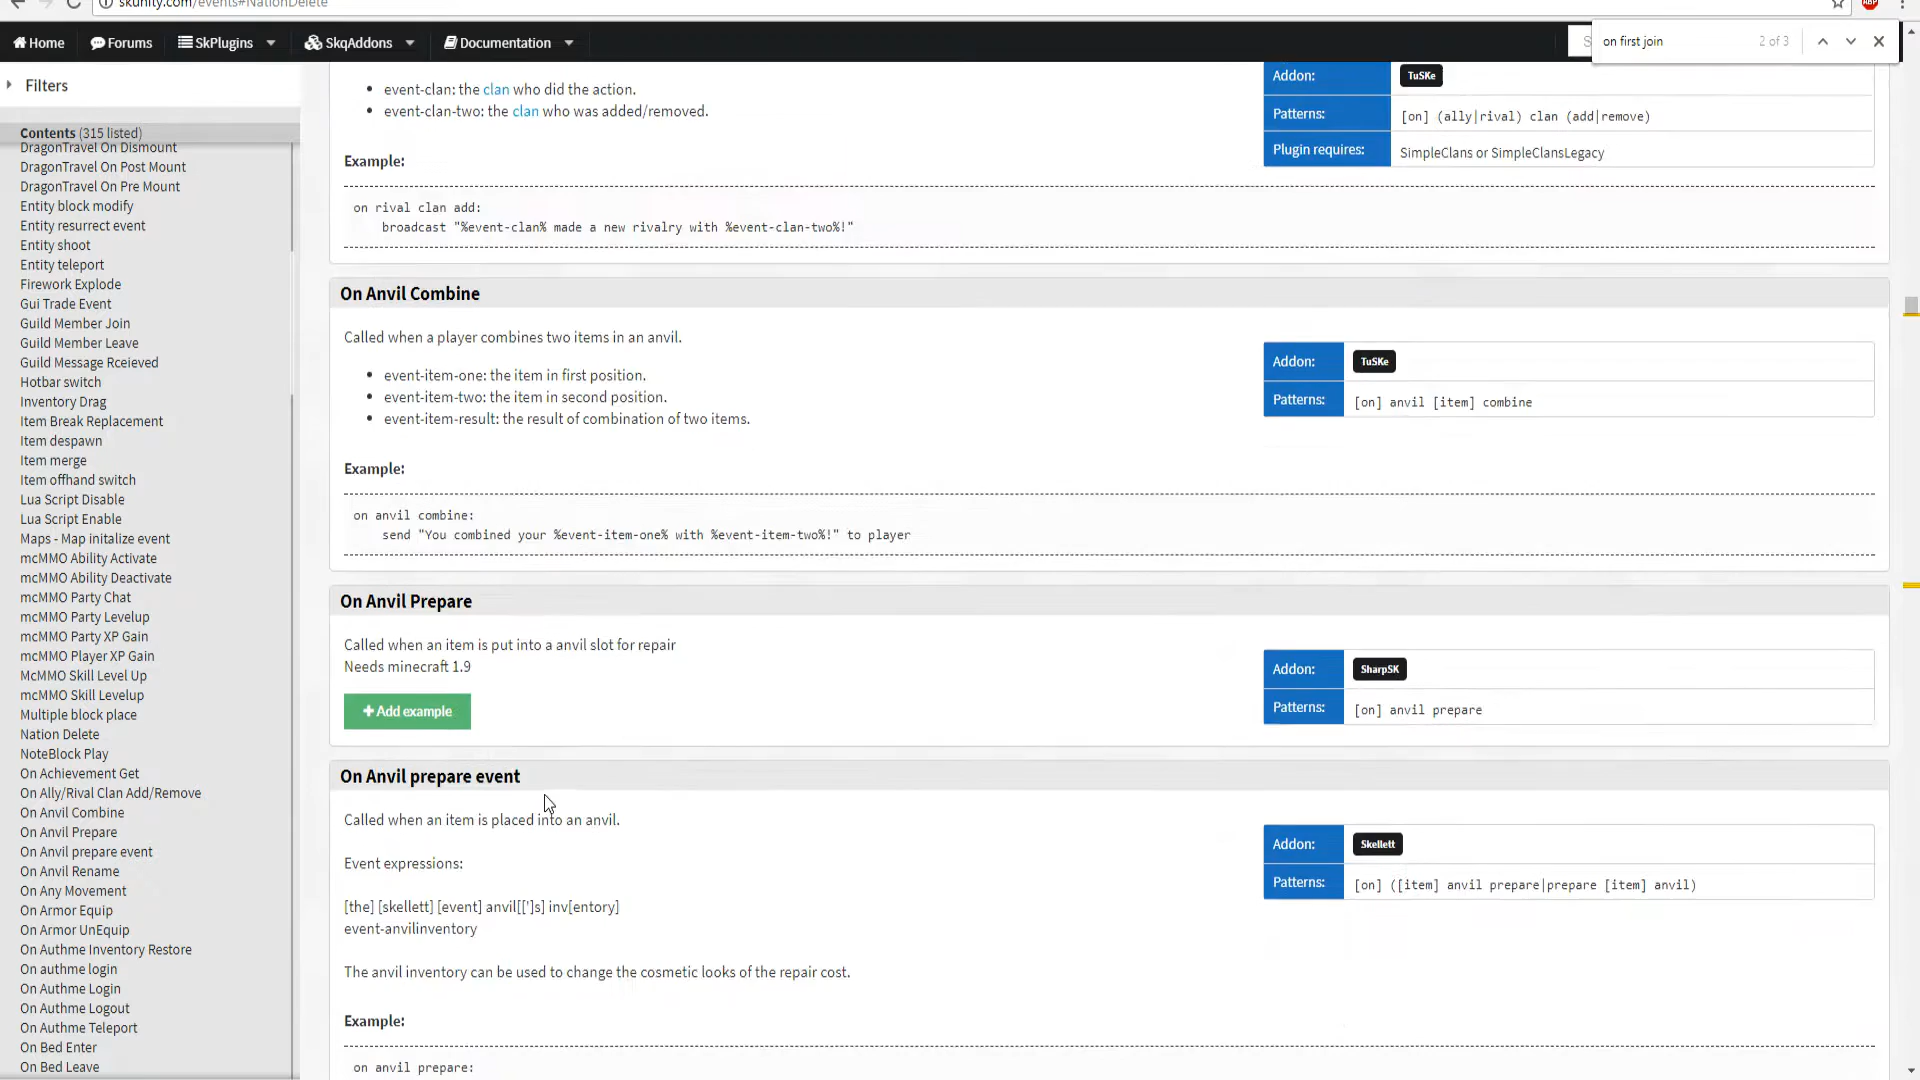 skunity.com/events#NationDelete
Home Forums SkPlugins SkqAddons Documentation S
on first join 2 of 3
Filters
Contents (315 listed)
DragonTravel On Dismount
DragonTravel On Post Mount
DragonTravel On Pre Mount
Entity block modify
Entity resurrect event
Entity shoot
Entity teleport
Firework Explode
Gui Trade Event
Guild Member Join
Guild Member Leave
Guild Message Rceieved
Hotbar switch
Inventory Drag
Item Break Replacement
Item despawn
Item merge
Item offhand switch
Lua Script Disable
Lua Script Enable
Maps - Map initalize event
mcMMO Ability Activate
mcMMO Ability Deactivate
mcMMO Party Chat
mcMMO Party Levelup
mcMMO Party XP Gain
mcMMO Player XP Gain
McMMO Skill Level Up
mcMMO Skill Levelup
Multiple block place
Nation Delete
NoteBlock Play
On Achievement Get
On Ally/Rival Clan Add/Remove
On Anvil Combine
On Anvil Prepare
On Anvil prepare event
On Anvil Rename
On Any Movement
On Armor Equip
On Armor UnEquip
On Authme Inventory Restore
On authme login
On Authme Login
On Authme Logout
On Authme Teleport
On Bed Enter
On Bed Leave
event-clan: the clan who did the action.
event-clan-two: the clan who was added/removed.
Addon: TuSKe
Patterns: [on] (ally|rival) clan (add|remove)
Plugin requires: SimpleClans or SimpleClansLegacy
Example:
on rival clan add:
broadcast "%event-clan% made a new rivalry with %event-clan-two%!"
On Anvil Combine
Called when a player combines two items in an anvil.
event-item-one: the item in first position.
event-item-two: the item in second position.
event-item-result: the result of combination of two items.
Addon: TuSKe
Patterns: [on] anvil [item] combine
Example:
on anvil combine:
send "You combined your %event-item-one% with %event-item-two%!" to player
On Anvil Prepare
Called when an item is put into a anvil slot for repair
Needs minecraft 1.9
+ Add example
Addon: SharpSK
Patterns: [on] anvil prepare
On Anvil prepare event
Called when an item is placed into an anvil.
Event expressions:
[the] [skellett] [event] anvil[[']s] inv[entory]
event-anvilinventory
The anvil inventory can be used to change the cosmetic looks of the repair cost.
Addon: Skellett
Patterns: [on] ([item] anvil prepare|prepare [item] anvil)
Example:
on anvil prepare: